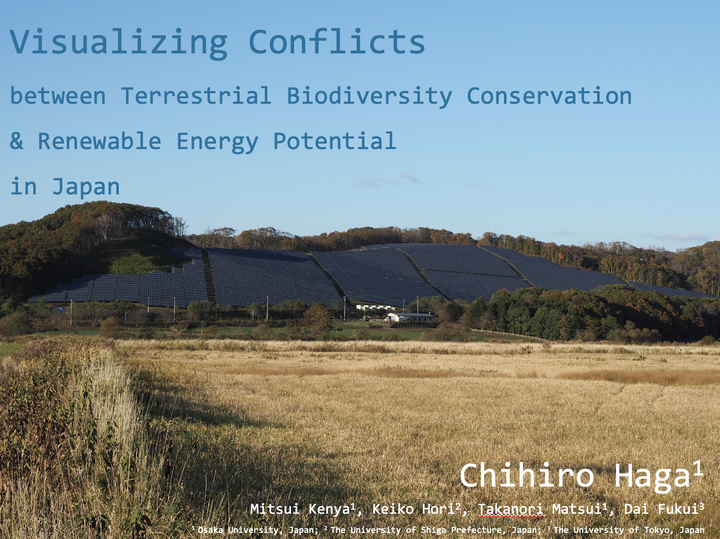 Visualizing Conflicts
between Terrestrial Biodiversity Conservation
& Renewable Energy Potential
in Japan
Chihiro Haga¹
Mitsui Kenya¹, Keiko Hori², Takanori Matsui¹, Dai Fukui³
¹ Osaka University, Japan; ² The University of Shiga Prefecture, Japan; ³ The University of Tokyo, Japan